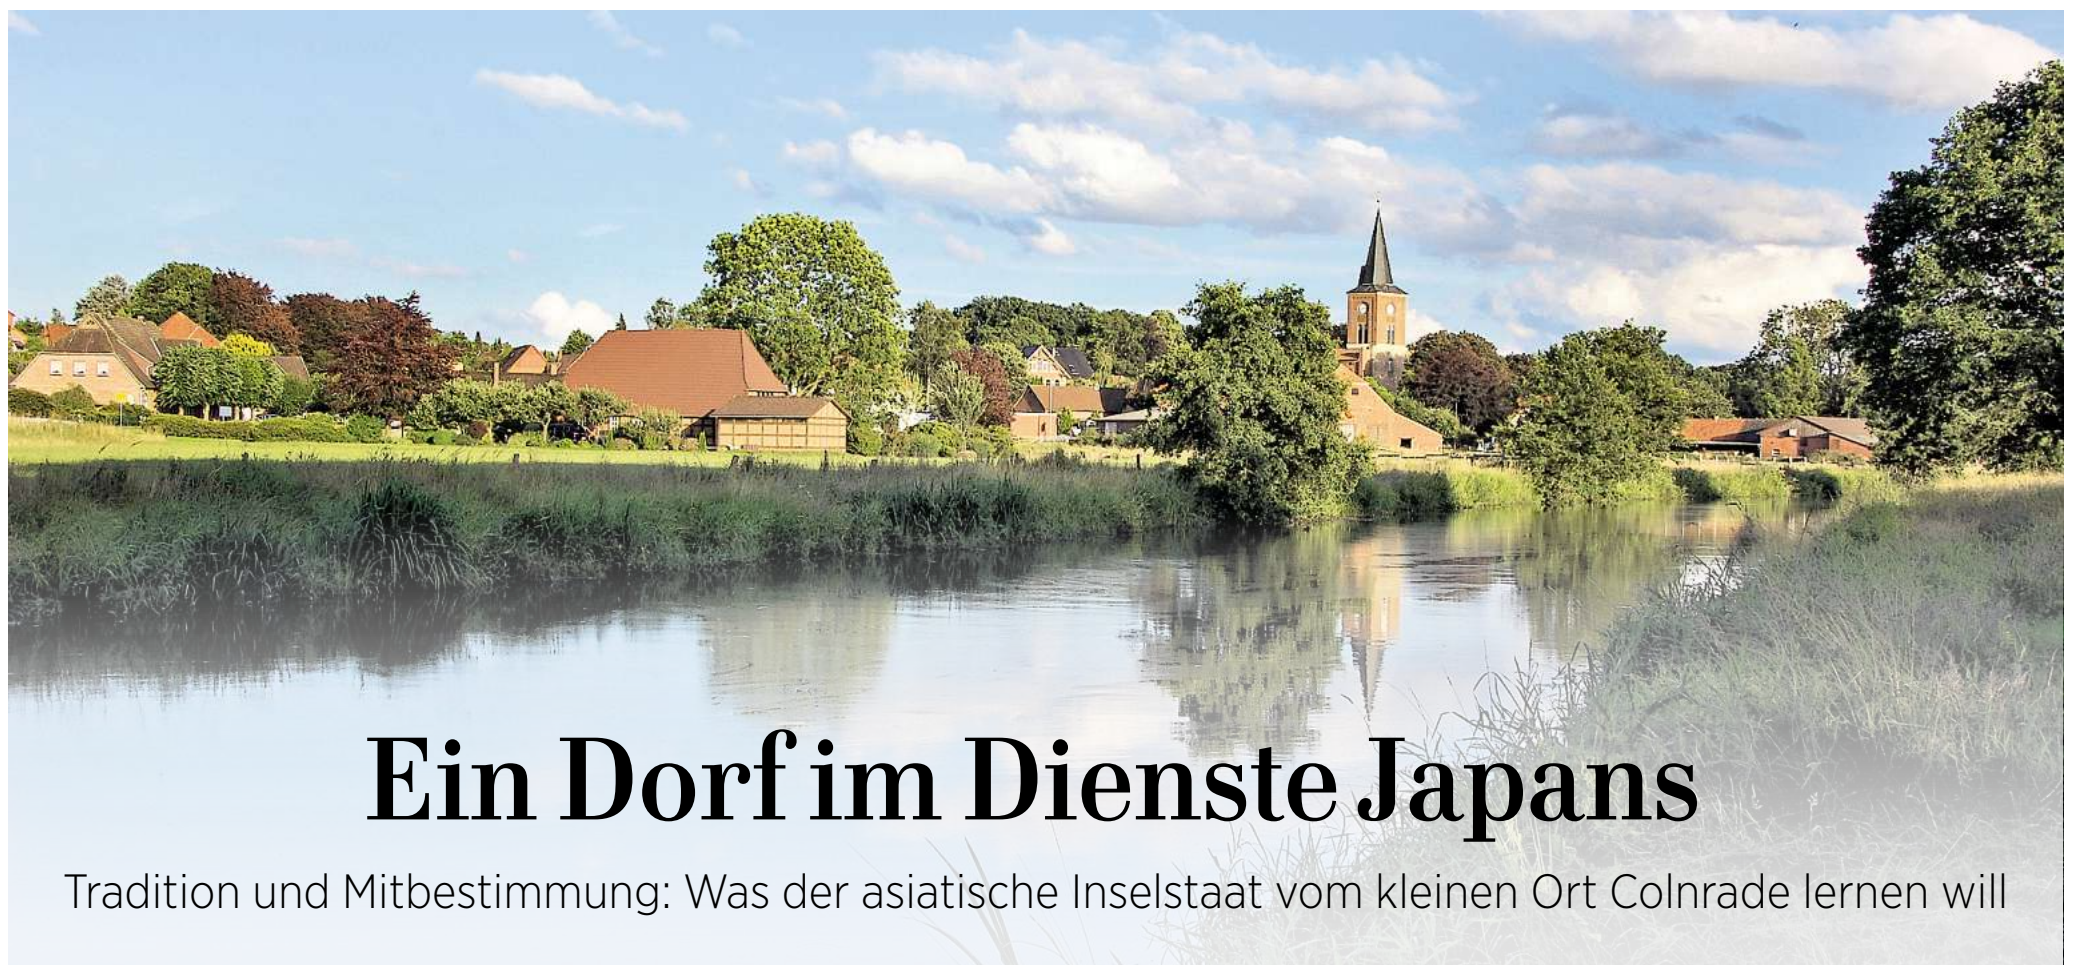 Ein Dorf im Dienste Japans
Tradition und Mitbestimmung: Was der asiatische Inselstaat vom kleinen Ort Colnrade lernen will